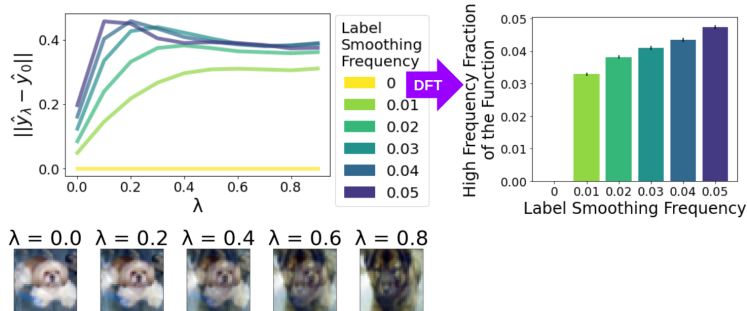 0.4
0.2
0.0
||ŷλ − ŷ0||
0.0 0.2 0.4 0.6 0.8
λ
Label
Smoothing
Frequency
0
0.01
0.02
0.03
0.04
0.05
DFT
High Frequency Fraction
of the Function
0.05
0.04
0.03
0.02
0.01
0.00
0 0.01 0.02 0.03 0.04 0.05
Label Smoothing Frequency
λ = 0.0 λ = 0.2 λ = 0.4 λ = 0.6 λ = 0.8